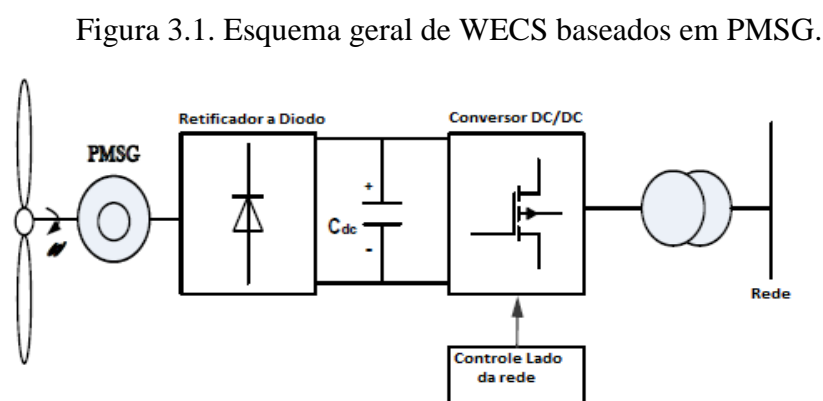 Figura 3.1. Esquema geral de WECS baseados em PMSG.
Retificador a Diodo
Conversor DC/DC
PMSG
+
Cdc
-
Rede
Controle Lado
da rede